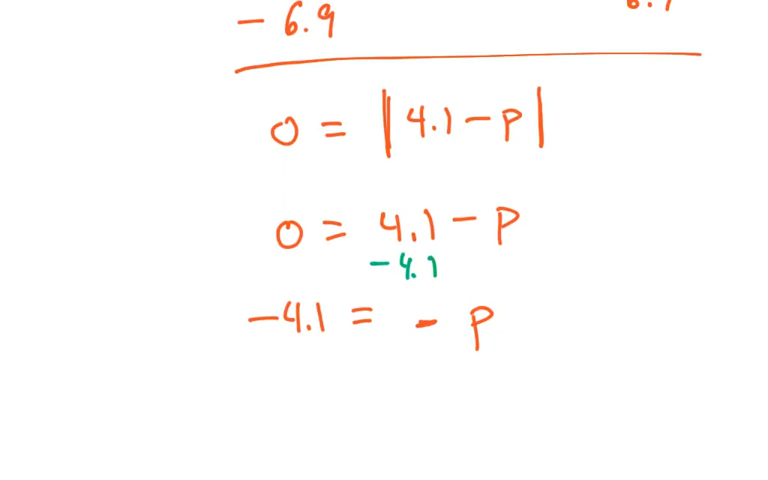 - 6.9
0 = |4.1 - p|
0 = 4.1 - p
-4.1
-4.1 = - p